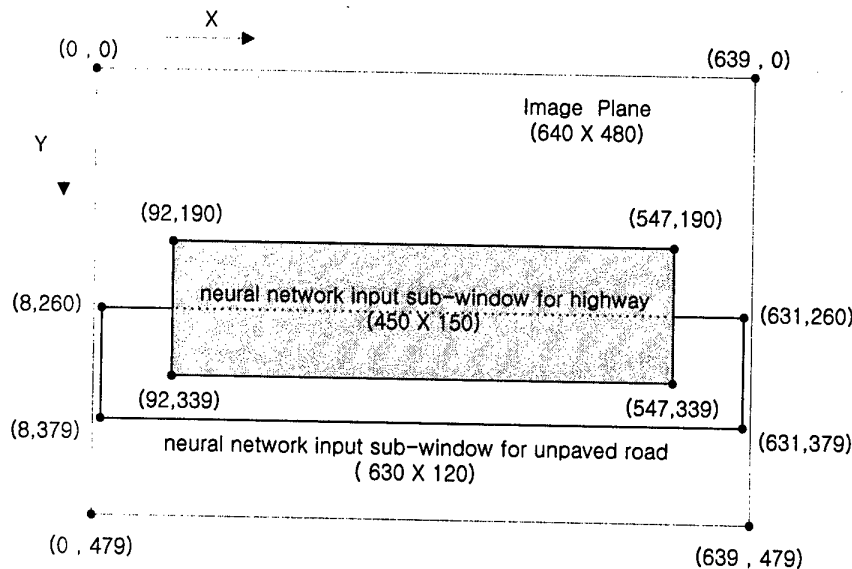 X
(0 , 0)
(639 , 0)
Image Plane
(640 X 480)
Y
(92,190)
(547,190)
neural network input sub-window for highway
(450 X 150)
(8,260)
(631,260)
(92,339)
(547,339)
(8,379)
(631,379)
neural network input sub-window for unpaved road
( 630 X 120)
(0 , 479)
(639 , 479)